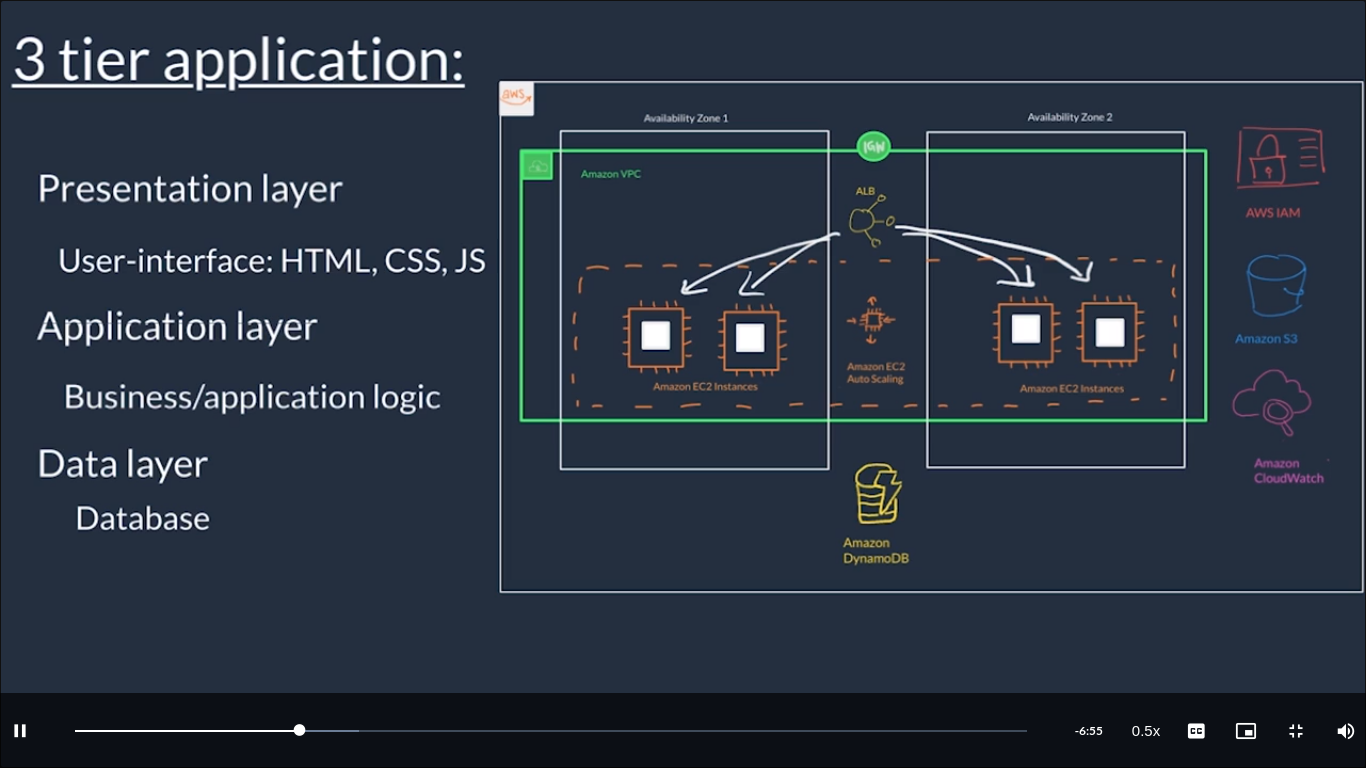 3 tier application:
Presentation layer
User-interface: HTML, CSS, JS
Application layer
Business/application logic
Data layer
Database
aws
Availability Zone 1
Availability Zone 2
IGW
Amazon VPC
ALB
Amazon EC2 Instances
Amazon EC2
Auto Scaling
Amazon EC2 Instances
AWS IAM
Amazon S3
Amazon
CloudWatch
Amazon
DynamoDB
-6:55
0.5x
CC